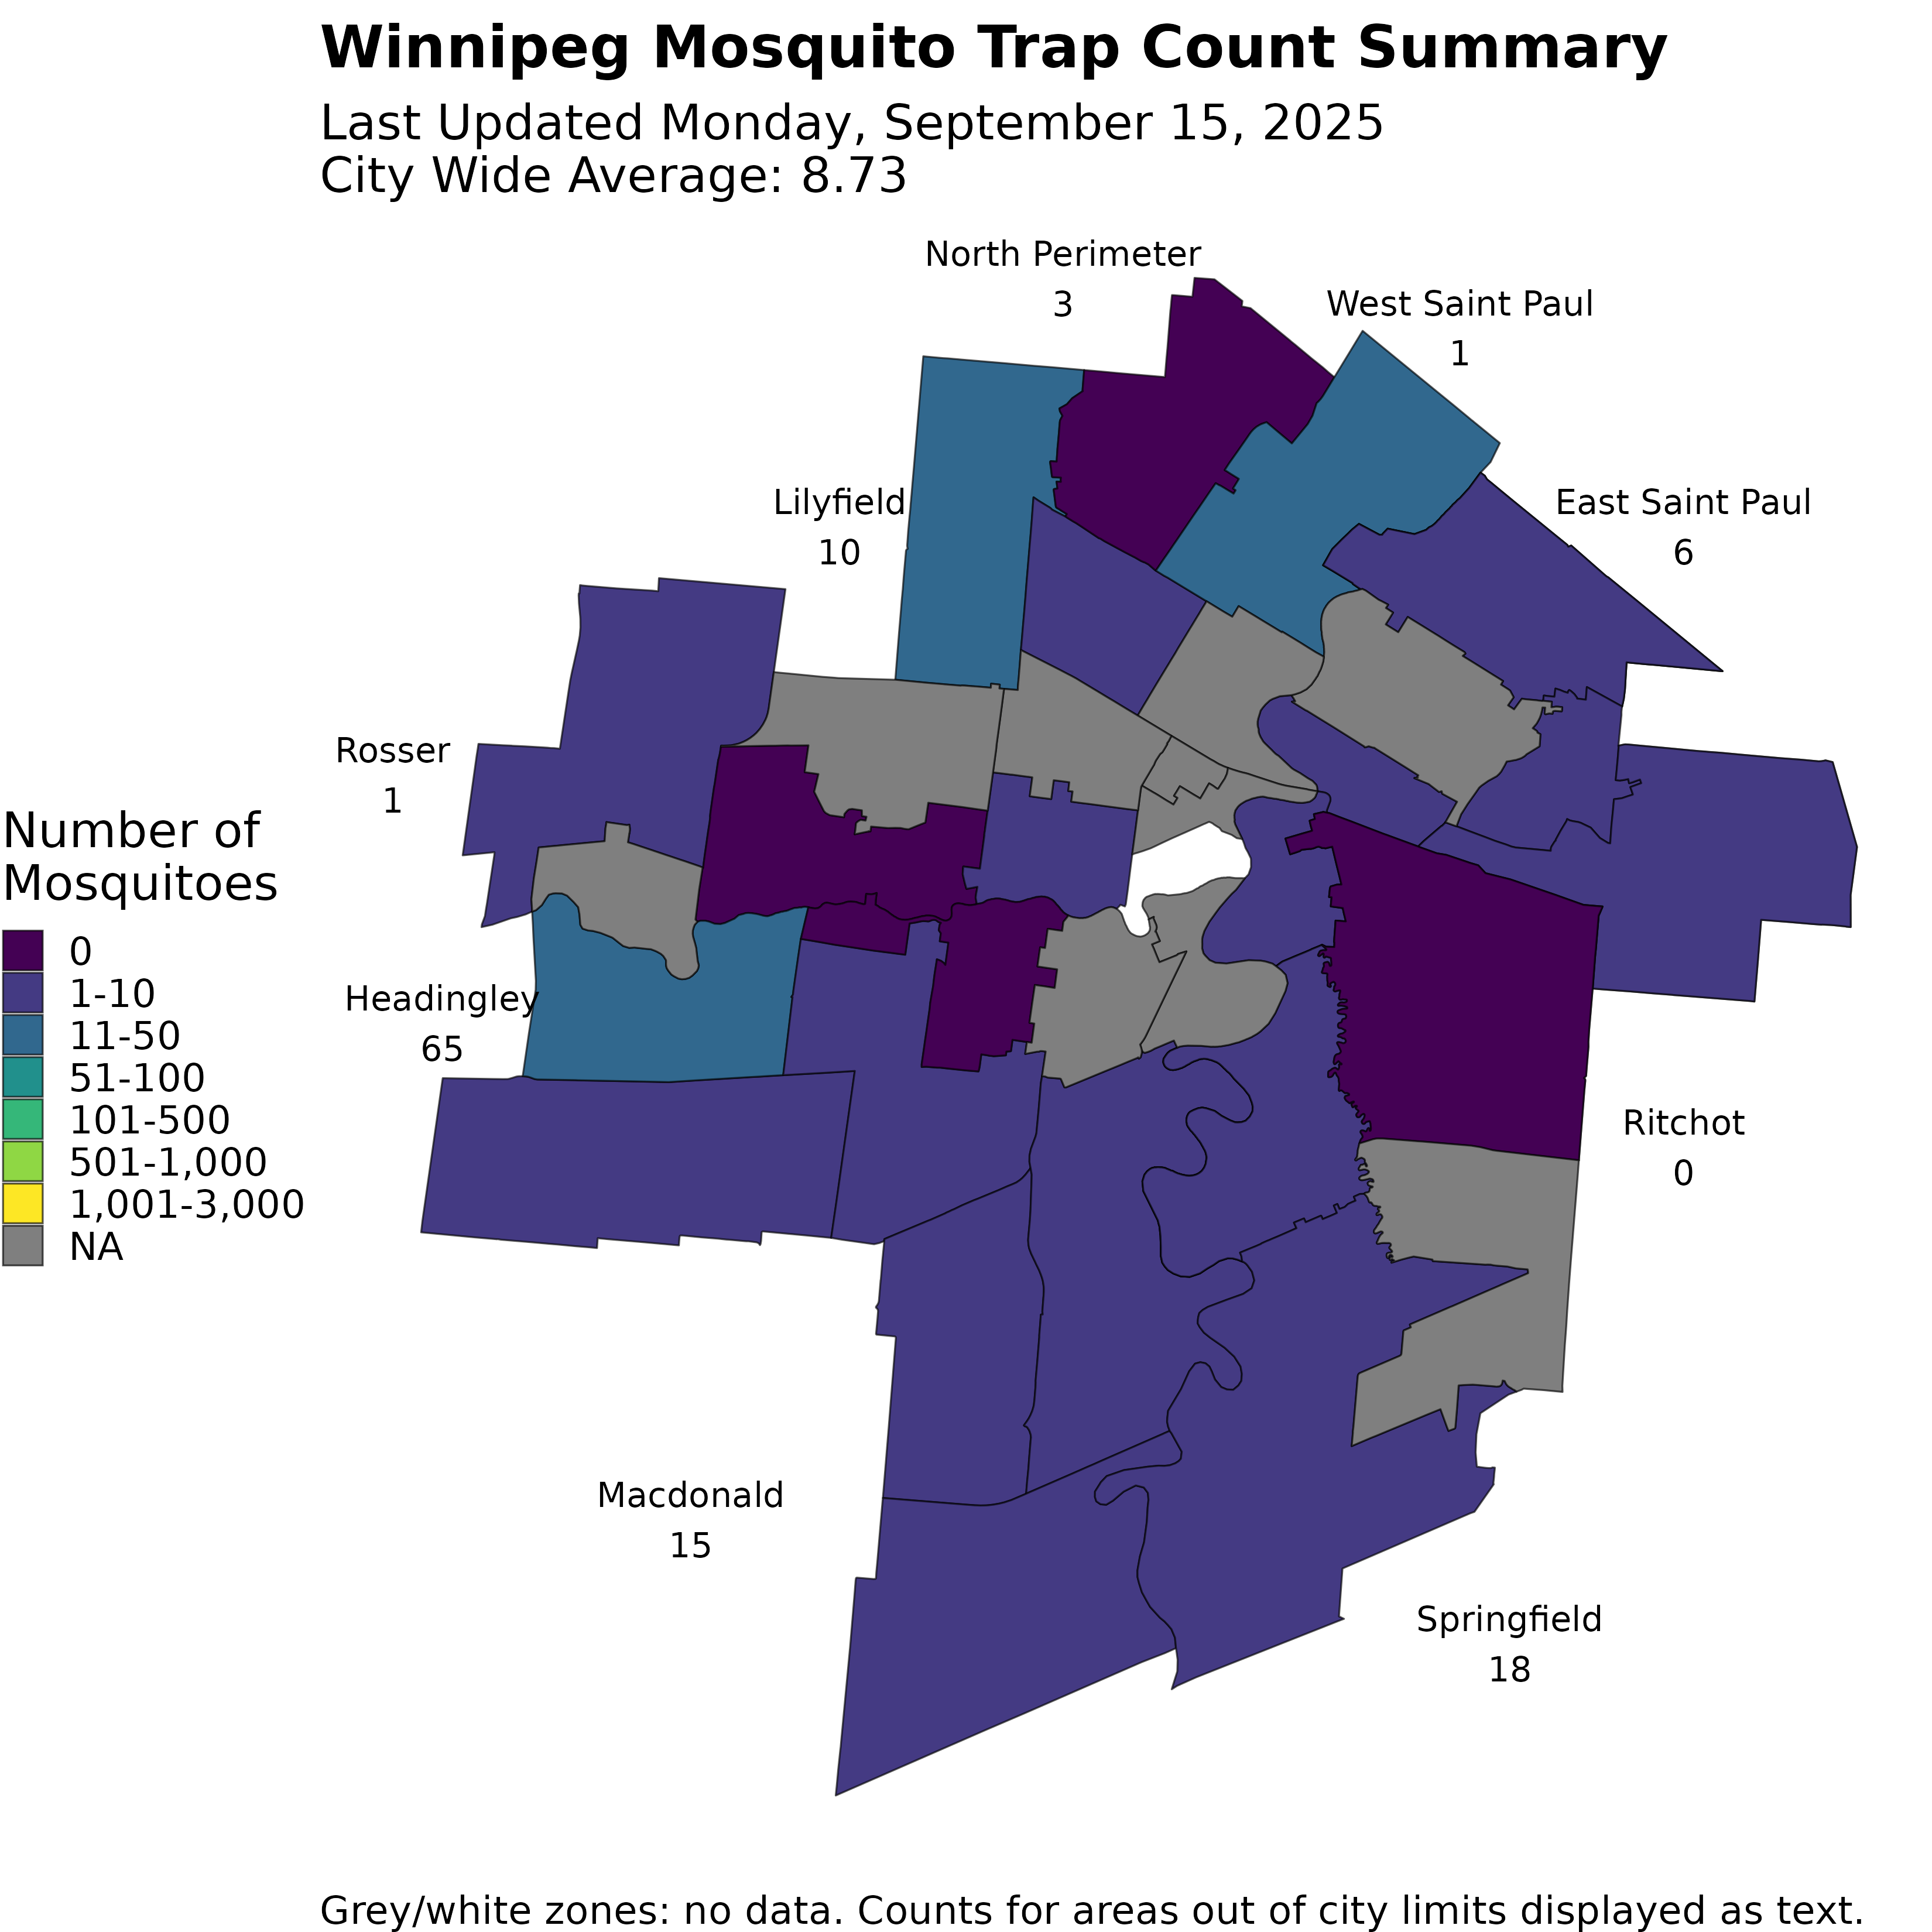 Winnipeg Mosquito Trap Count Summary
Last Updated Monday, September 15, 2025
City Wide Average: 8.73
North Perimeter
3
West Saint Paul
1
Lilyfield
10
East Saint Paul
6
Rosser
1
Number of
Mosquitoes
0
1-10
11-50
51-100
101-500
501-1,000
1,001-3,000
NA
Headingley
65
Ritchot
0
Macdonald
15
Springfield
18
Grey/white zones: no data. Counts for areas out of city limits displayed as text.